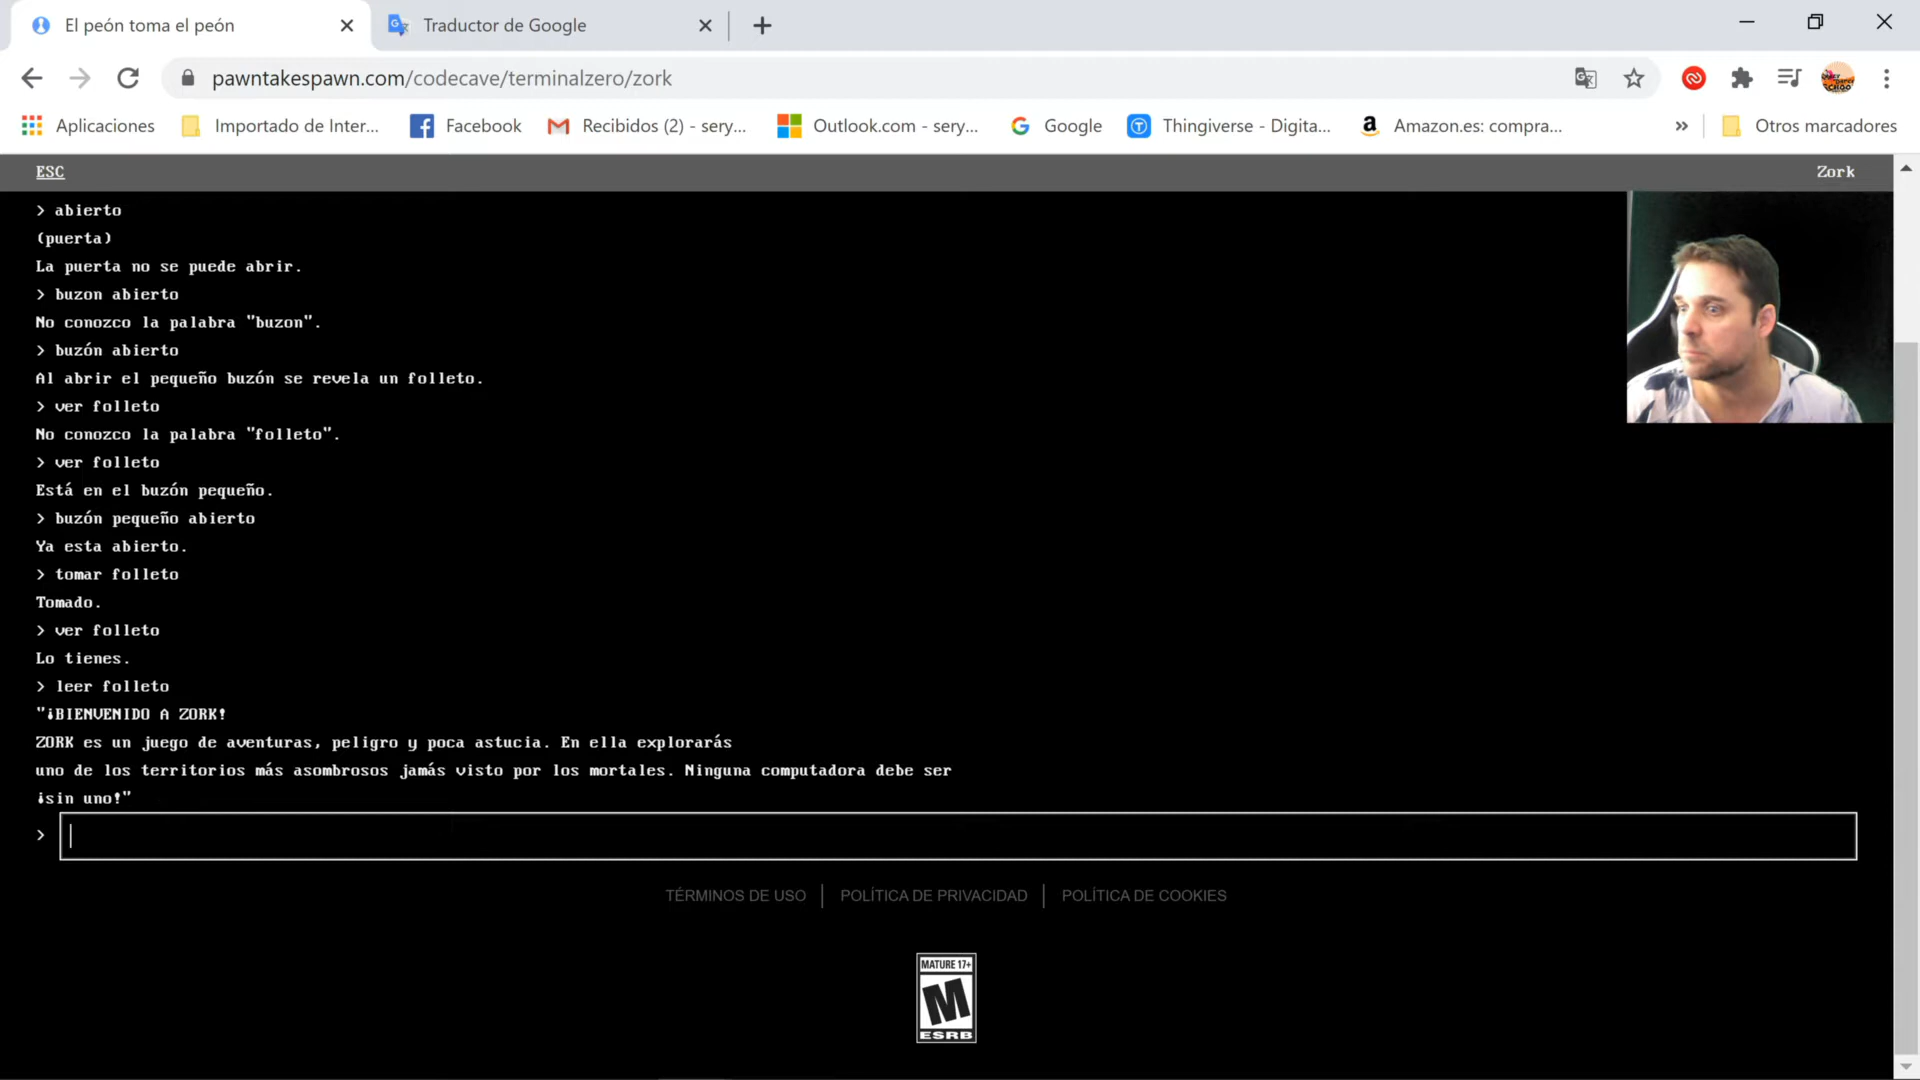 El peón toma el peón
Traductor de Google
pawntakespawn.com/codecave/terminalzero/zork
Aplicaciones
Importado de Inter...
Facebook
Recibidos (2) - sery...
Outlook.com - sery...
Google
Thingiverse - Digita...
Amazon.es: compra...
»
Otros marcadores
ESC
Zork
> abierto
(puerta)
La puerta no se puede abrir.
> buzon abierto
No conozco la palabra "buzon".
> buzón abierto
Al abrir el pequeño buzón se revela un folleto.
> ver folleto
No conozco la palabra "folleto".
> ver folleto
Está en el buzón pequeño.
> buzón pequeño abierto
Ya esta abierto.
> tomar folleto
Tomado.
> ver folleto
Lo tienes.
> leer folleto
"¡BIENVENIDO A ZORK!
ZORK es un juego de aventuras, peligro y poca astucia. En ella explorarás
uno de los territorios más asombrosos jamás visto por los mortales. Ninguna computadora debe ser
¡sin uno!"
>
TÉRMINOS DE USO
POLÍTICA DE PRIVACIDAD
POLÍTICA DE COOKIES
MATURE 17+
M
ESRB